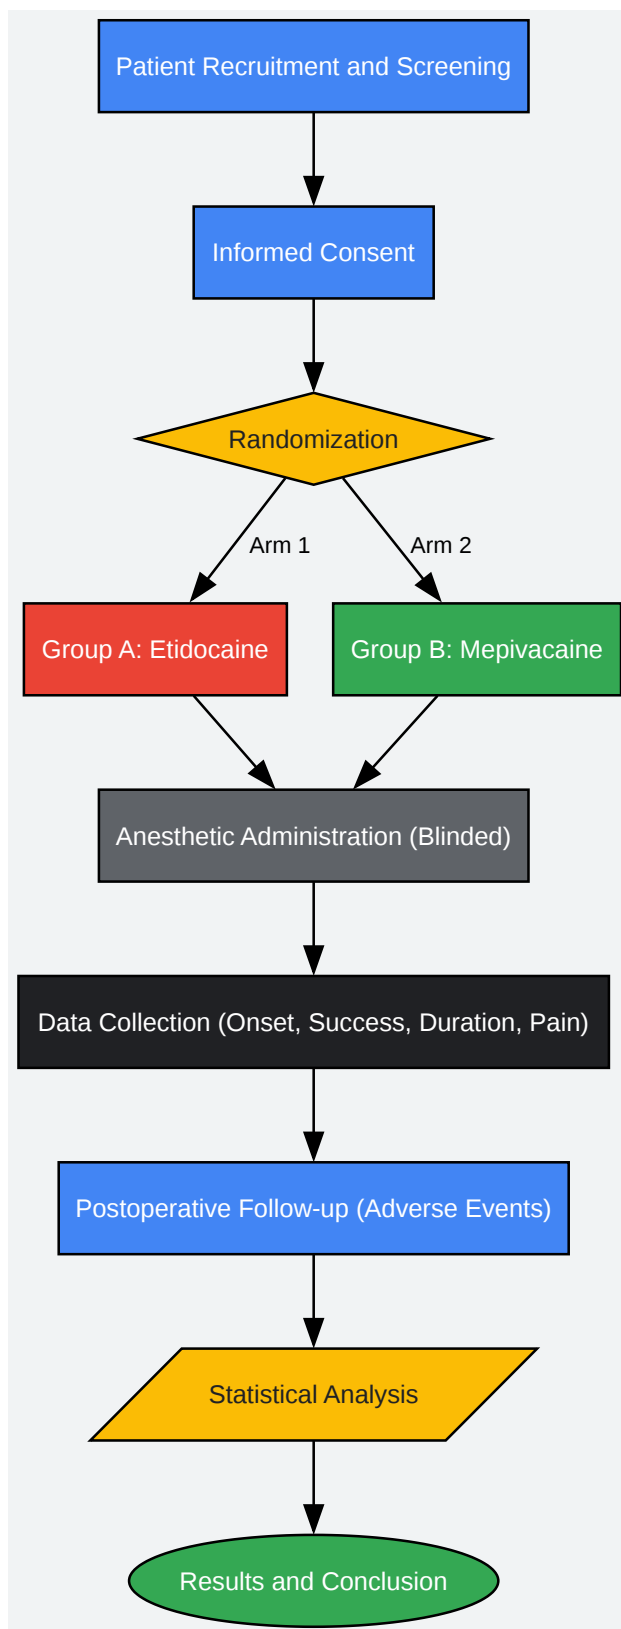 Patient Recruitment and Screening
Informed Consent
Randomization
Arm 1
Arm 2
Group A: Etidocaine
Group B: Mepivacaine
Anesthetic Administration (Blinded)
Data Collection (Onset, Success, Duration, Pain)
Postoperative Follow-up (Adverse Events)
Statistical Analysis
Results and Conclusion